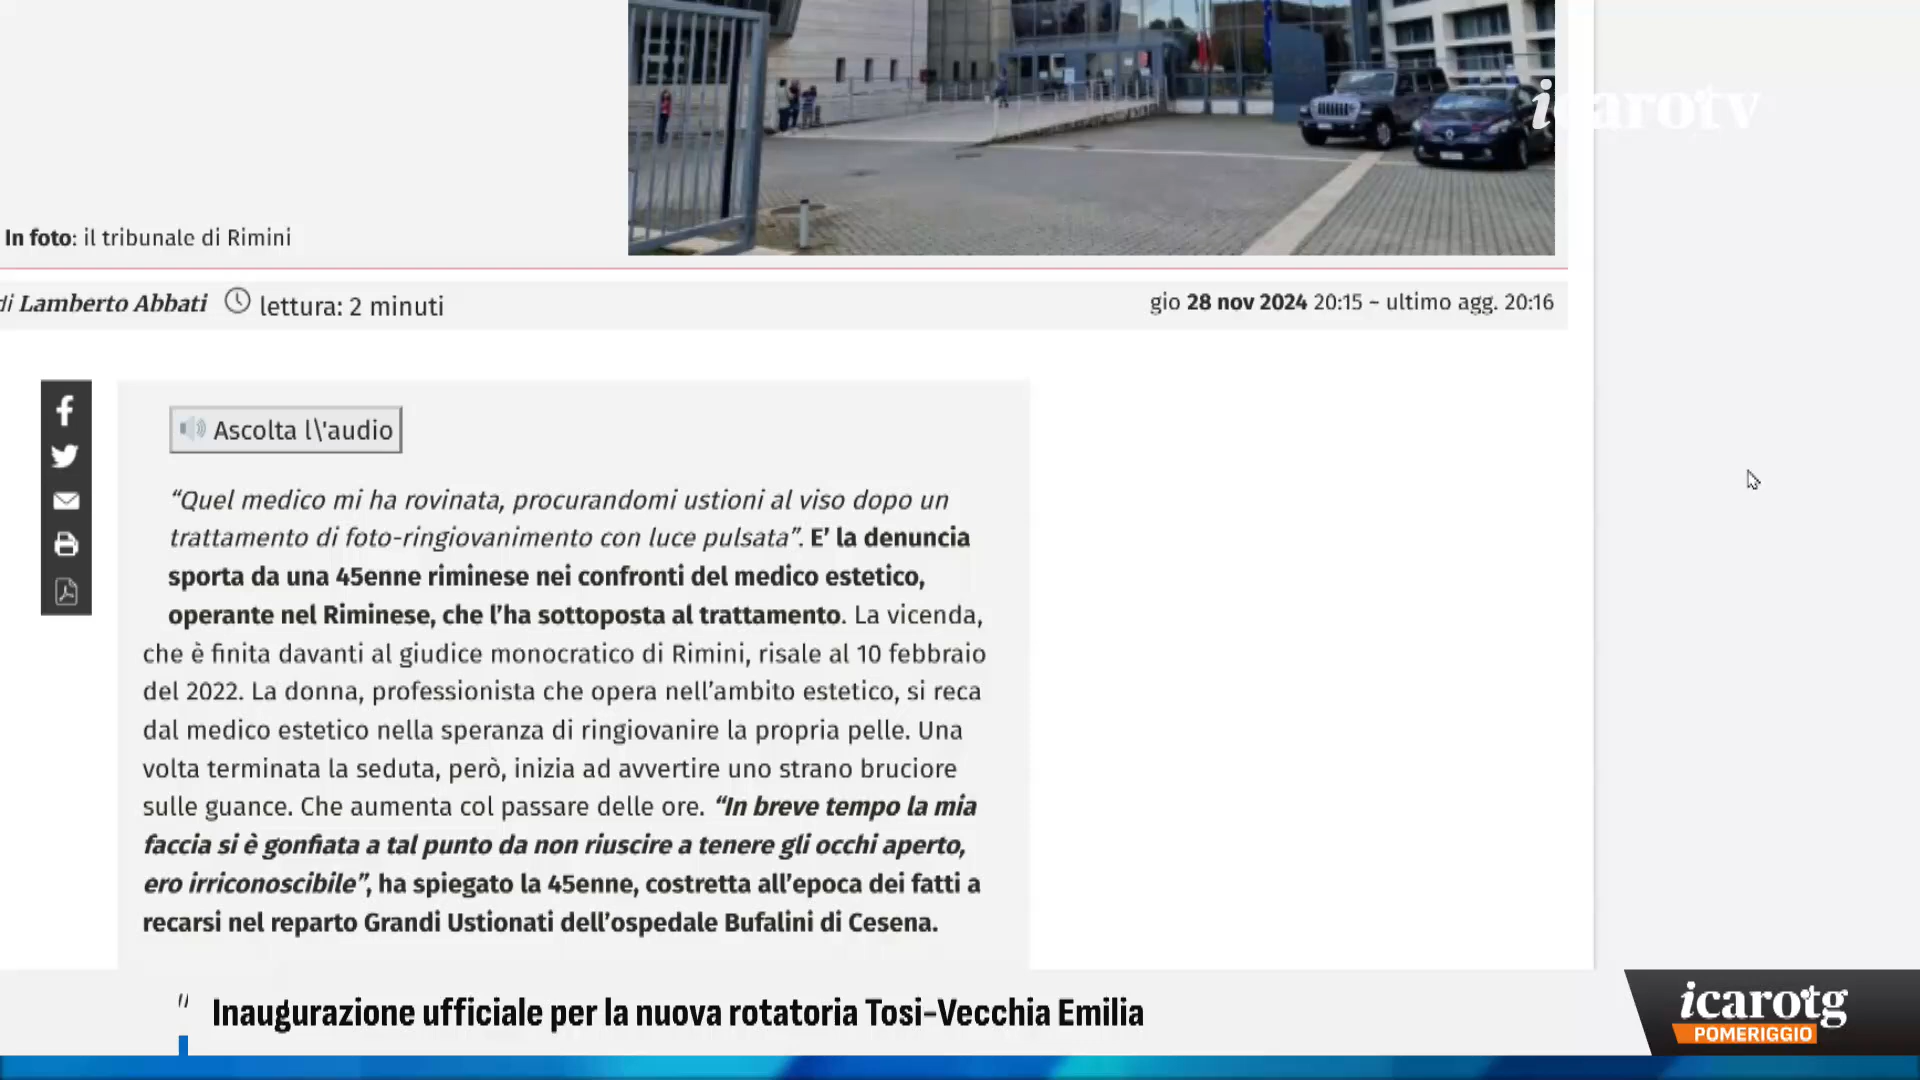 icarotv
In foto: il tribunale di Rimini
di Lamberto Abbati lettura: 2 minuti
gio 28 nov 2024 20:15 – ultimo agg. 20:16
Ascolta l\'audio
“Quel medico mi ha rovinata, procurandomi ustioni al viso dopo un
trattamento di foto-ringiovanimento con luce pulsata”. E’ la denuncia
sporta da una 45enne riminese nei confronti del medico estetico,
operante nel Riminese, che l’ha sottoposta al trattamento. La vicenda,
che è finita davanti al giudice monocratico di Rimini, risale al 10 febbraio
del 2022. La donna, professionista che opera nell’ambito estetico, si reca
dal medico estetico nella speranza di ringiovanire la propria pelle. Una
volta terminata la seduta, però, inizia ad avvertire uno strano bruciore
sulle guance. Che aumenta col passare delle ore. “In breve tempo la mia
faccia si è gonfiata a tal punto da non riuscire a tenere gli occhi aperto,
ero irriconoscibile”, ha spiegato la 45enne, costretta all’epoca dei fatti a
recarsi nel reparto Grandi Ustionati dell’ospedale Bufalini di Cesena.
" Inaugurazione ufficiale per la nuova rotatoria Tosi-Vecchia Emilia
icarotg
POMERIGGIO